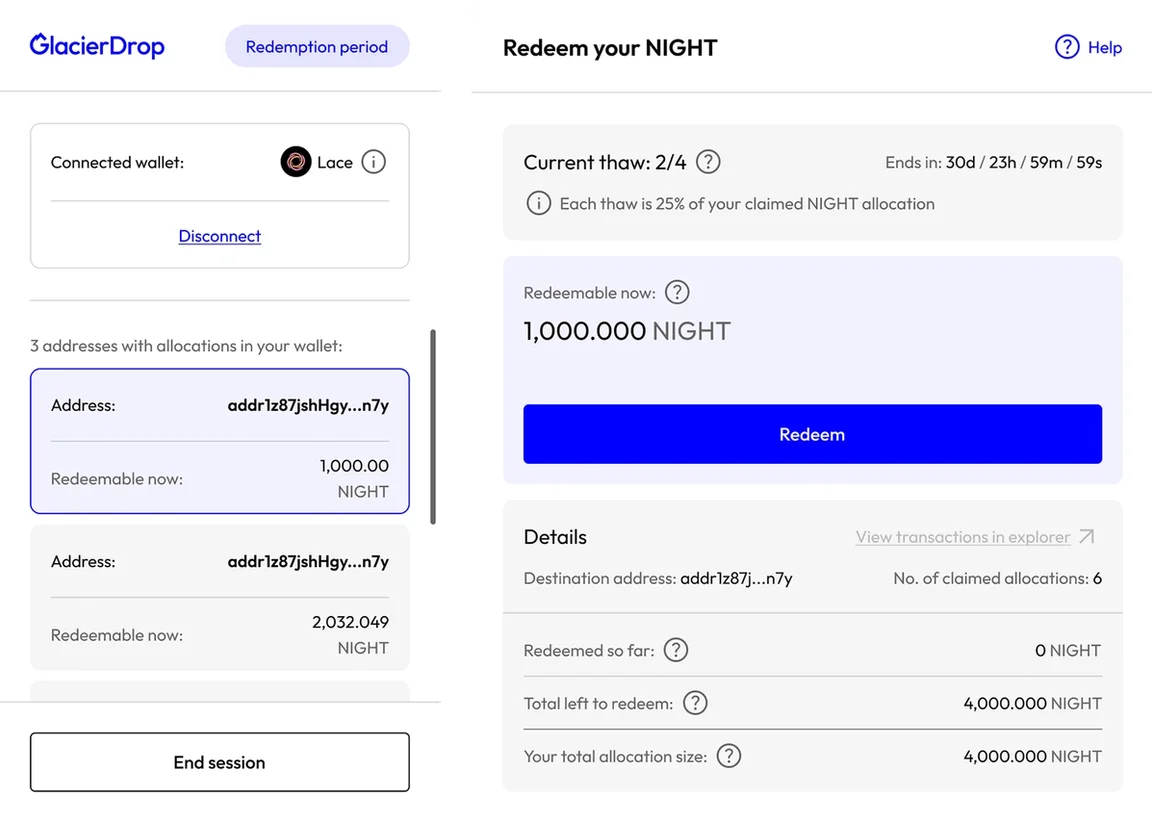 GlacierDrop
Redemption period
Connected wallet:
Lace
Disconnect
3 addresses with allocations in your wallet:
Address: addr1z87jshHgy...n7y
Redeemable now: 1,000.00
NIGHT
Address: addr1z87jshHgy...n7y
Redeemable now: 2,032.049
NIGHT
End session
Redeem your NIGHT
Help
Current thaw: 2/4
Ends in: 30d / 23h / 59m / 59s
Each thaw is 25% of your claimed NIGHT allocation
Redeemable now:
1,000.000 NIGHT
Redeem
Details
View transactions in explorer
Destination address: addr1z87j...n7y
No. of claimed allocations: 6
Redeemed so far: 0 NIGHT
Total left to redeem: 4,000.000 NIGHT
Your total allocation size: 4,000.000 NIGHT